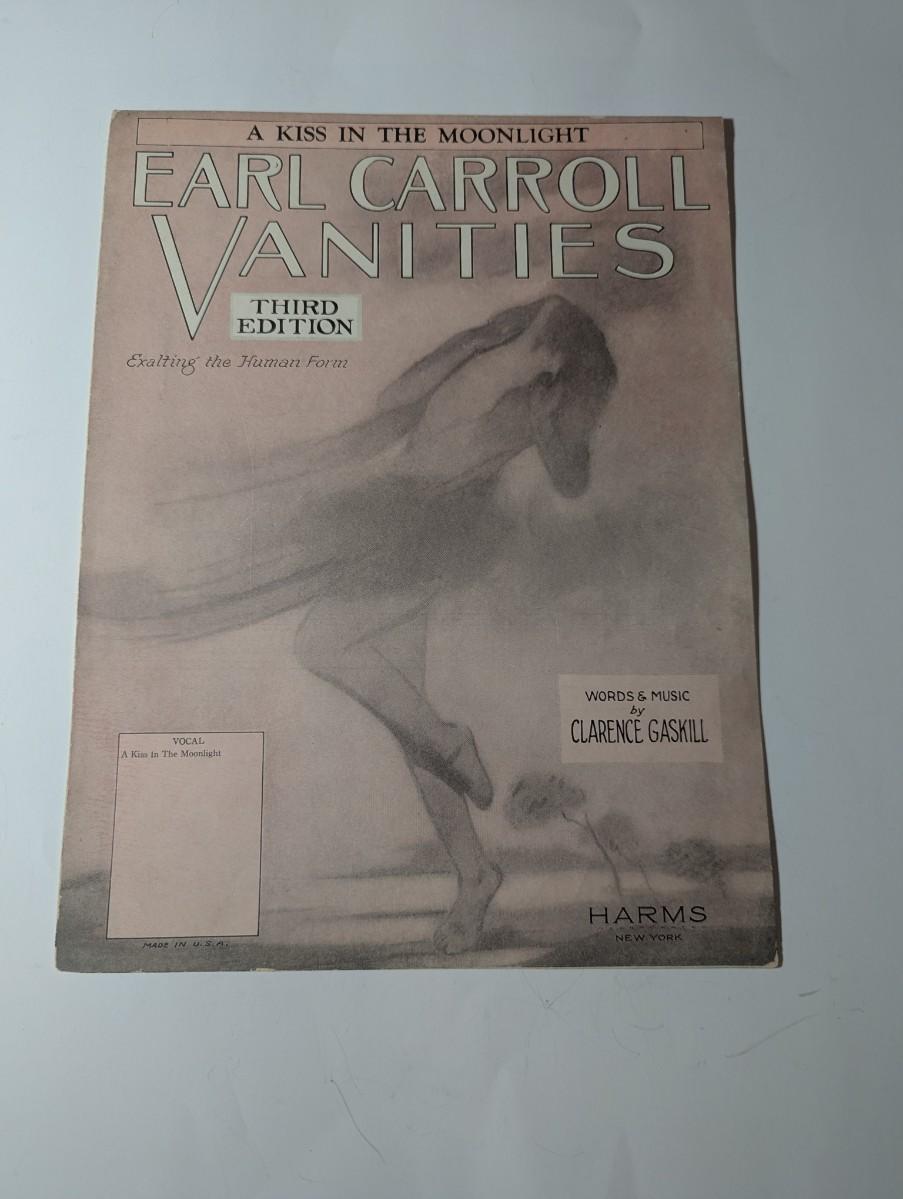 A KISS IN THE MOONLIGHT
EARL CARROLL
VANITIES
THIRD
EDITION
Exalting the Human Form
WORDS & MUSIC
by
CLARENCE GASKILL
VOCAL
A Kiss in The Moonlight
HARMS
NEW YORK
MADE IN U.S.A.